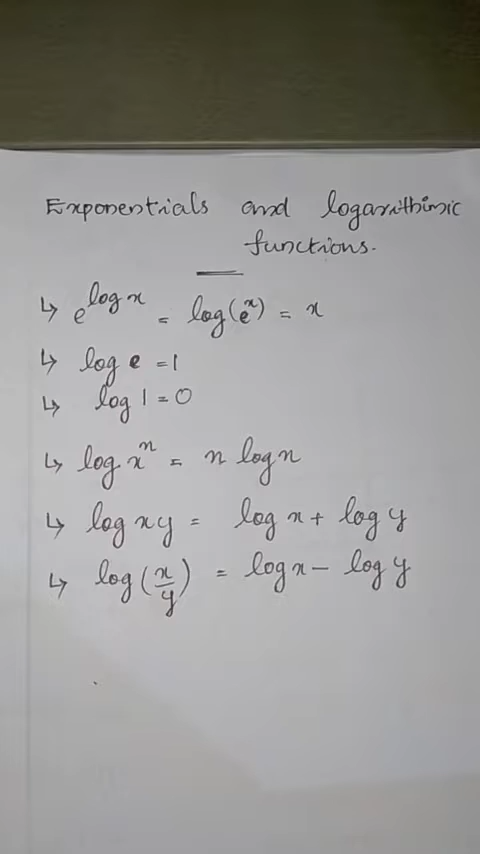 Exponentials and logarithimic
functions.
↳ e^{log x} = log(e^x) = x
↳ log e = 1
↳ log 1 = 0
↳ log x^n = n log x
↳ log xy = log x + log y
↳ log(x/y) = log x - log y